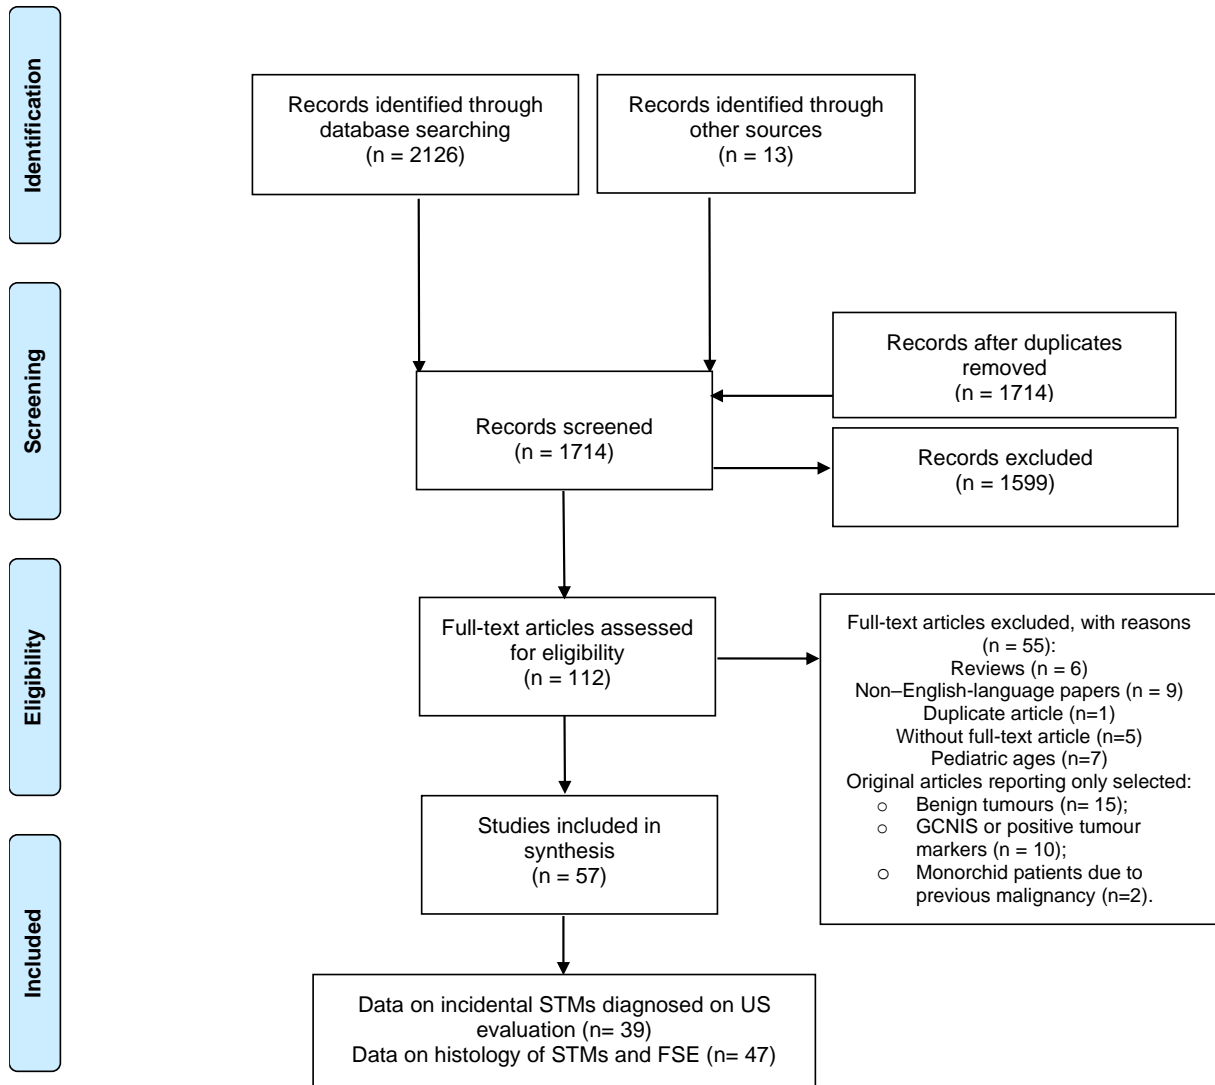 Identification
Records identified through
database searching
(n = 2126)
Records identified through
other sources
(n = 13)
Screening
Records after duplicates
removed
(n = 1714)
Records screened
(n = 1714)
Records excluded
(n = 1599)
Eligibility
Full-text articles assessed
for eligibility
(n = 112)
Full-text articles excluded, with reasons
(n = 55):
Reviews (n = 6)
Non–English-language papers (n = 9)
Duplicate article (n=1)
Without full-text article (n=5)
Pediatric ages (n=7)
Original articles reporting only selected:
o Benign tumours (n= 15);
o GCNIS or positive tumour
markers (n = 10);
o Monorchid patients due to
previous malignancy (n=2).
Studies included in
synthesis
(n = 57)
Included
Data on incidental STMs diagnosed on US
evaluation (n= 39)
Data on histology of STMs and FSE (n= 47)